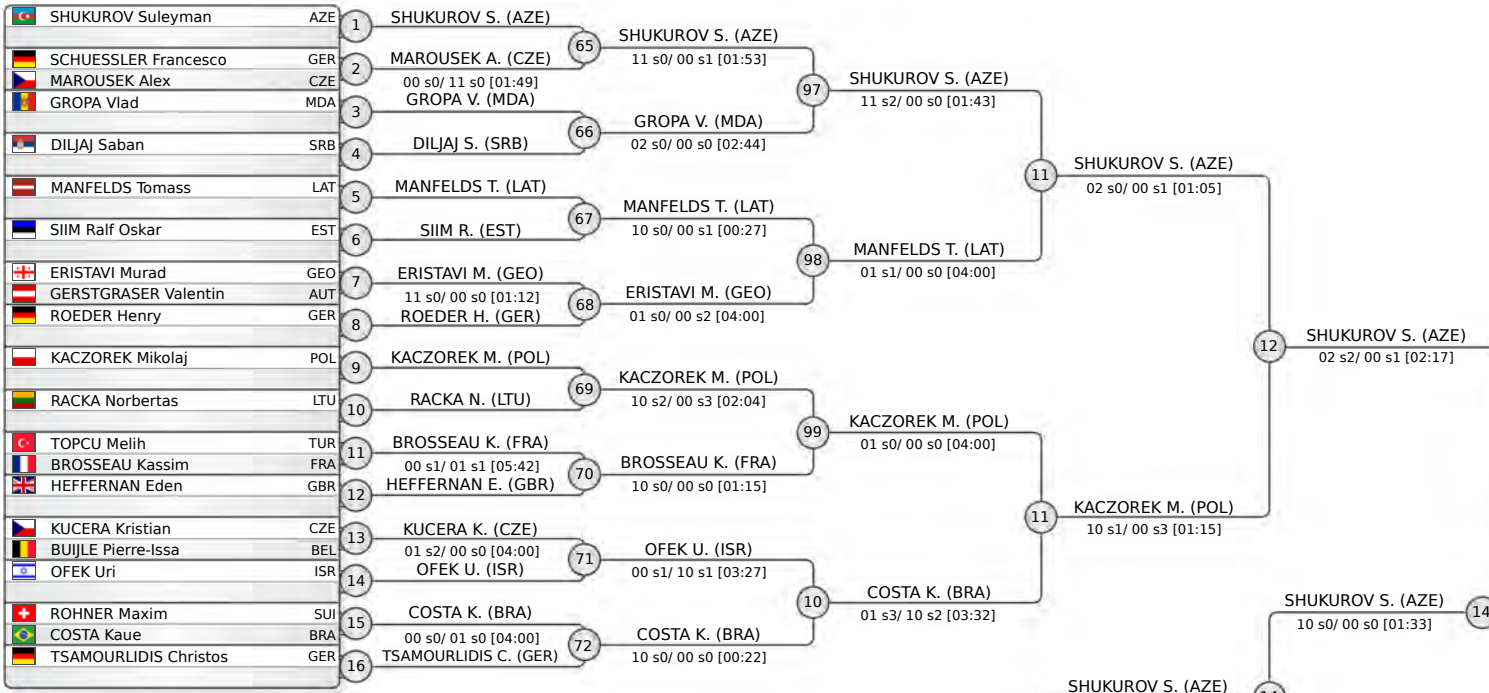 SHUKUROV Suleyman AZE
SCHUESSLER Francesco GER
MAROUSEK Alex CZE
GROPA Vlad MDA
DILJAJ Saban SRB
MANFELDS Tomass LAT
SIIM Ralf Oskar EST
ERISTAVI Murad GEO
GERSTGRASER Valentin AUT
ROEDER Henry GER
KACZOREK Mikolaj POL
RACKA Norbertas LTU
TOPCU Melih TUR
BROSSEAU Kassim FRA
HEFFERNAN Eden GBR
KUCERA Kristian CZE
BUIJLE Pierre-Issa BEL
OFEK Uri ISR
ROHNER Maxim SUI
COSTA Kaue BRA
TSAMOURLIDIS Christos GER
1
2
3
4
5
6
7
8
9
10
11
12
13
14
15
16
SHUKUROV S. (AZE)
MAROUSEK A. (CZE)
00 s0/ 11 s0 [01:49]
GROPA V. (MDA)
DILJAJ S. (SRB)
MANFELDS T. (LAT)
SIIM R. (EST)
ERISTAVI M. (GEO)
11 s0/ 00 s0 [01:12]
ROEDER H. (GER)
KACZOREK M. (POL)
RACKA N. (LTU)
BROSSEAU K. (FRA)
00 s1/ 01 s1 [05:42]
HEFFERNAN E. (GBR)
KUCERA K. (CZE)
01 s2/ 00 s0 [04:00]
OFEK U. (ISR)
COSTA K. (BRA)
00 s0/ 01 s0 [04:00]
TSAMOURLIDIS C. (GER)
65
66
67
68
69
70
71
72
SHUKUROV S. (AZE)
11 s0/ 00 s1 [01:53]
GROPA V. (MDA)
02 s0/ 00 s0 [02:44]
MANFELDS T. (LAT)
10 s0/ 00 s1 [00:27]
ERISTAVI M. (GEO)
01 s0/ 00 s2 [04:00]
KACZOREK M. (POL)
10 s2/ 00 s3 [02:04]
BROSSEAU K. (FRA)
10 s0/ 00 s0 [01:15]
OFEK U. (ISR)
00 s1/ 10 s1 [03:27]
COSTA K. (BRA)
10 s0/ 00 s0 [00:22]
97
98
99
10
SHUKUROV S. (AZE)
11 s2/ 00 s0 [01:43]
MANFELDS T. (LAT)
01 s1/ 00 s0 [04:00]
KACZOREK M. (POL)
01 s0/ 00 s0 [04:00]
COSTA K. (BRA)
01 s3/ 10 s2 [03:32]
11
11
SHUKUROV S. (AZE)
02 s0/ 00 s1 [01:05]
KACZOREK M. (POL)
10 s1/ 00 s3 [01:15]
12
SHUKUROV S. (AZE)
02 s2/ 00 s1 [02:17]
SHUKUROV S. (AZE)
10 s0/ 00 s0 [01:33]
14
SHUKUROV S. (AZE)